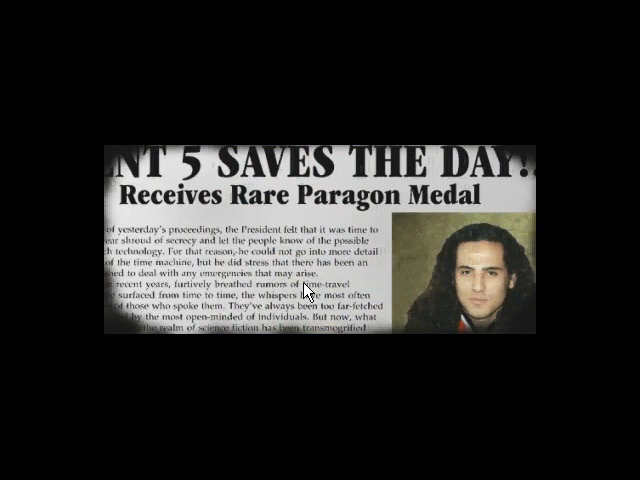 ENT 5 SAVES THE DAY!!
Receives Rare Paragon Medal
of yesterday's proceedings, the President felt that it was time to
ear shroud of secrecy and let the people know of the possible
ch technology. For that reason, he could not go into more detail
of the time machine, but he did stress that there has been an
shed to deal with any emergencies that may arise.
recent years, furtively breathed rumors of time-travel
surfaced from time to time, the whispers have most often
of those who spoke them. They've always been too far-fetched
by the most open-minded of individuals. But now, what
the realm of science fiction has been transmogrified